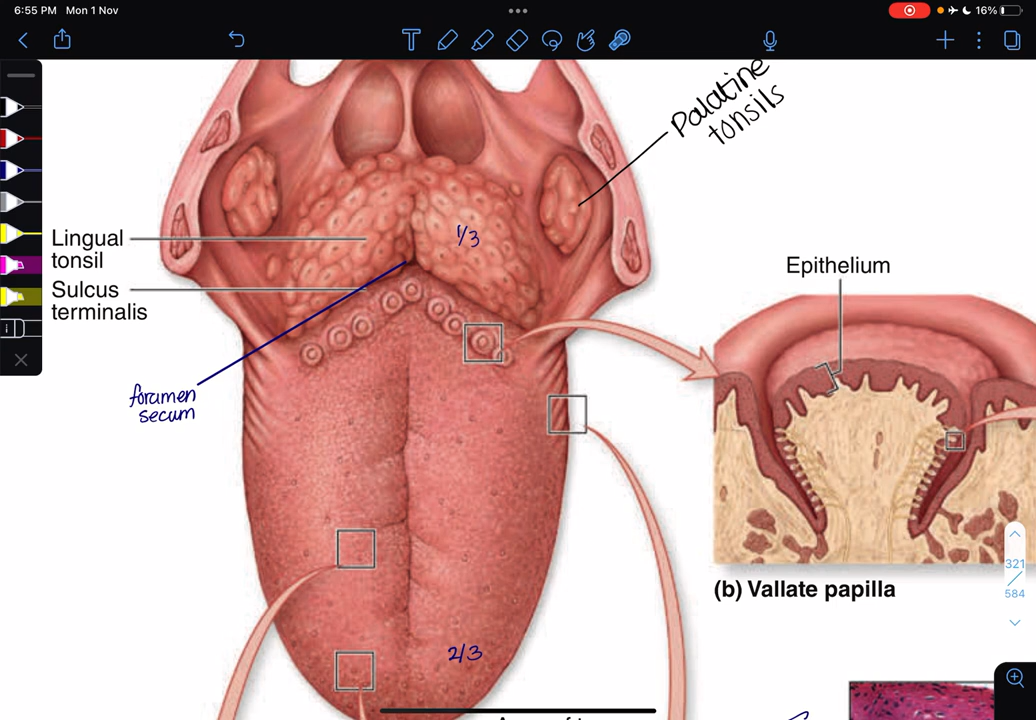 6:55 PM Mon 1 Nov
16%
T
Palatine
tonsils
Lingual
tonsil
1/3
Sulcus
terminalis
Epithelium
foramen
secum
321
584
(b) Vallate papilla
2/3